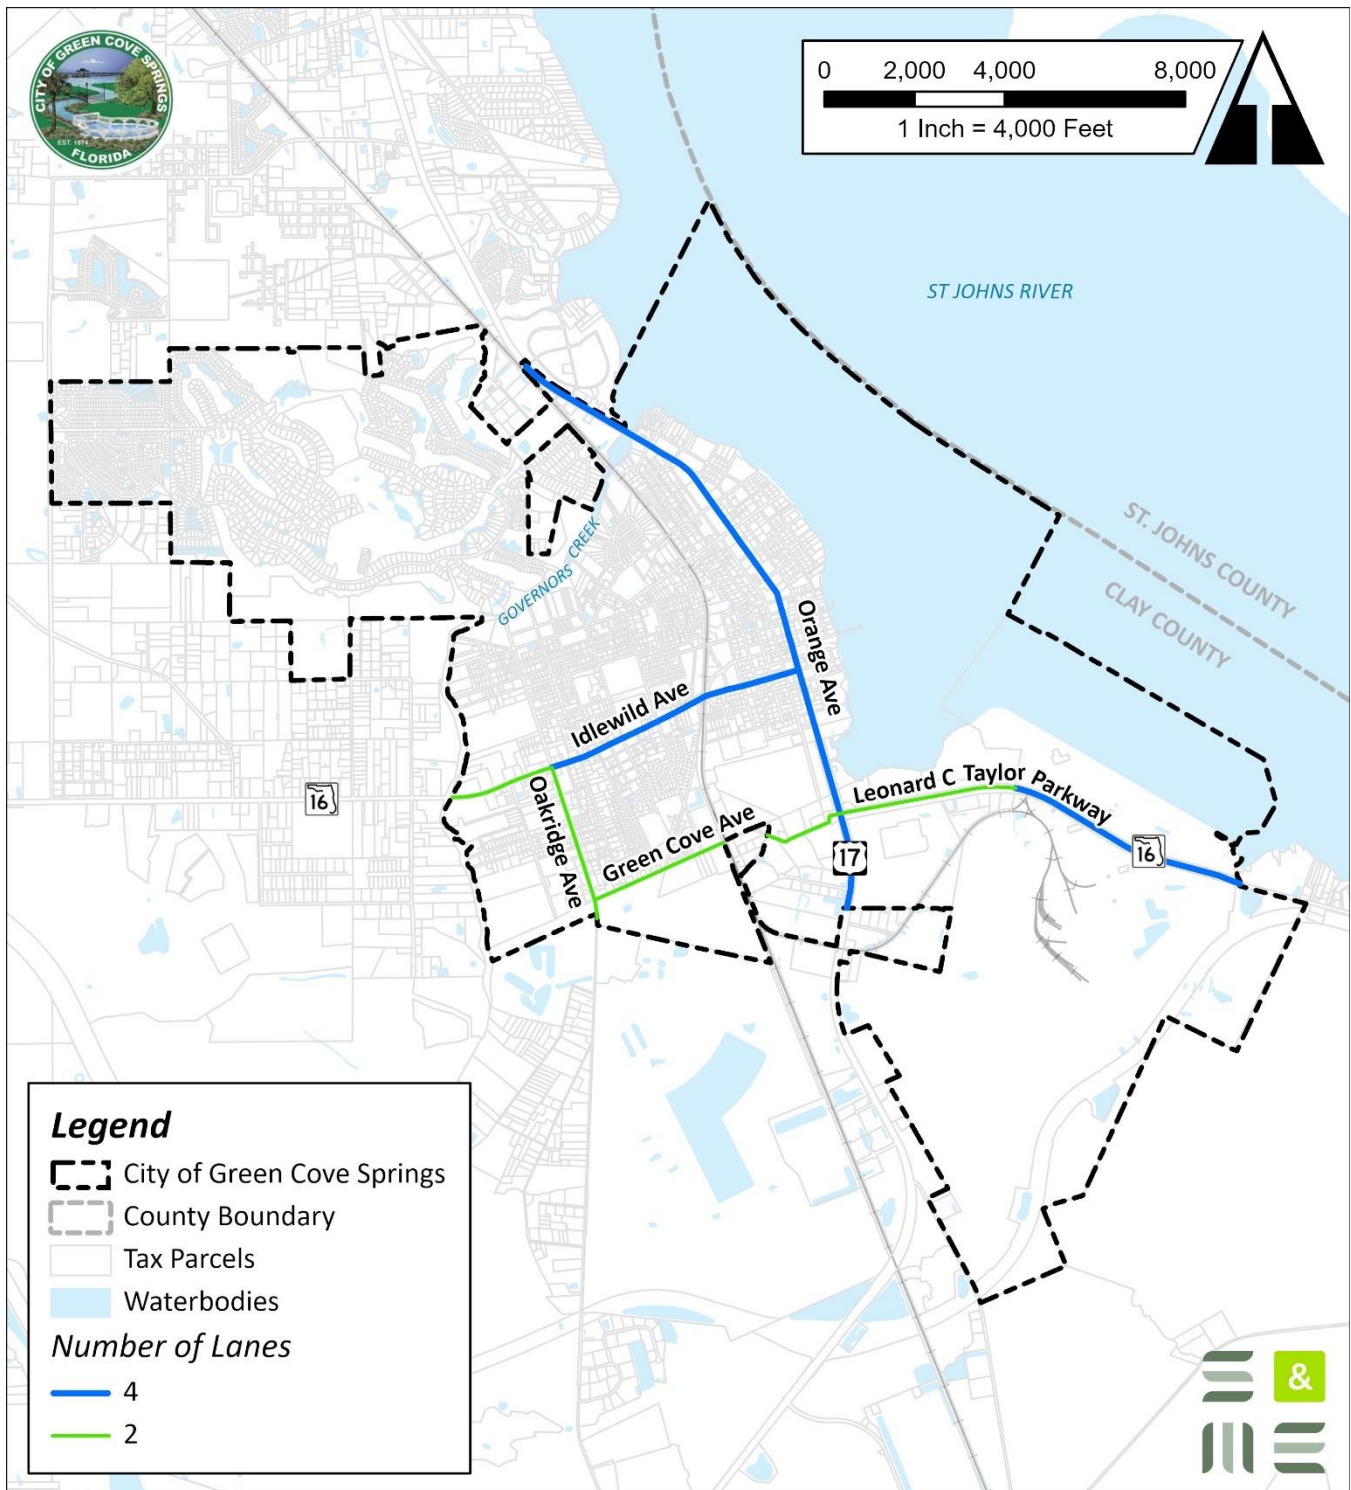 CITY OF GREEN COVE SPRINGS
EST. 1874
FLORIDA
0 2,000 4,000 8,000
1 Inch = 4,000 Feet
ST JOHNS RIVER
ST. JOHNS COUNTY
CLAY COUNTY
GOVERNORS CREEK
Orange Ave
Idlewild Ave
Leonard C Taylor Parkway
16
Oakridge Ave
Green Cove Ave
17
16
Legend
City of Green Cove Springs
County Boundary
Tax Parcels
Waterbodies
Number of Lanes
4
2
S&
ME